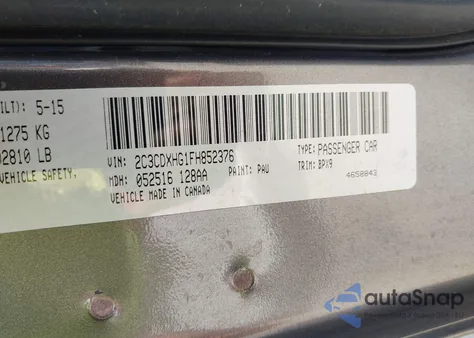 ILT): 5-15
1275 KG
02810 LB
VEHICLE SAFETY,
VIN: 2C3CDXHG1FH852376
MDH: 052516 128AA
PAINT: PAU
VEHICLE MADE IN CANADA
TYPE: PASSENGER CAR
TRIM: BPX9
4658843
autoSnap